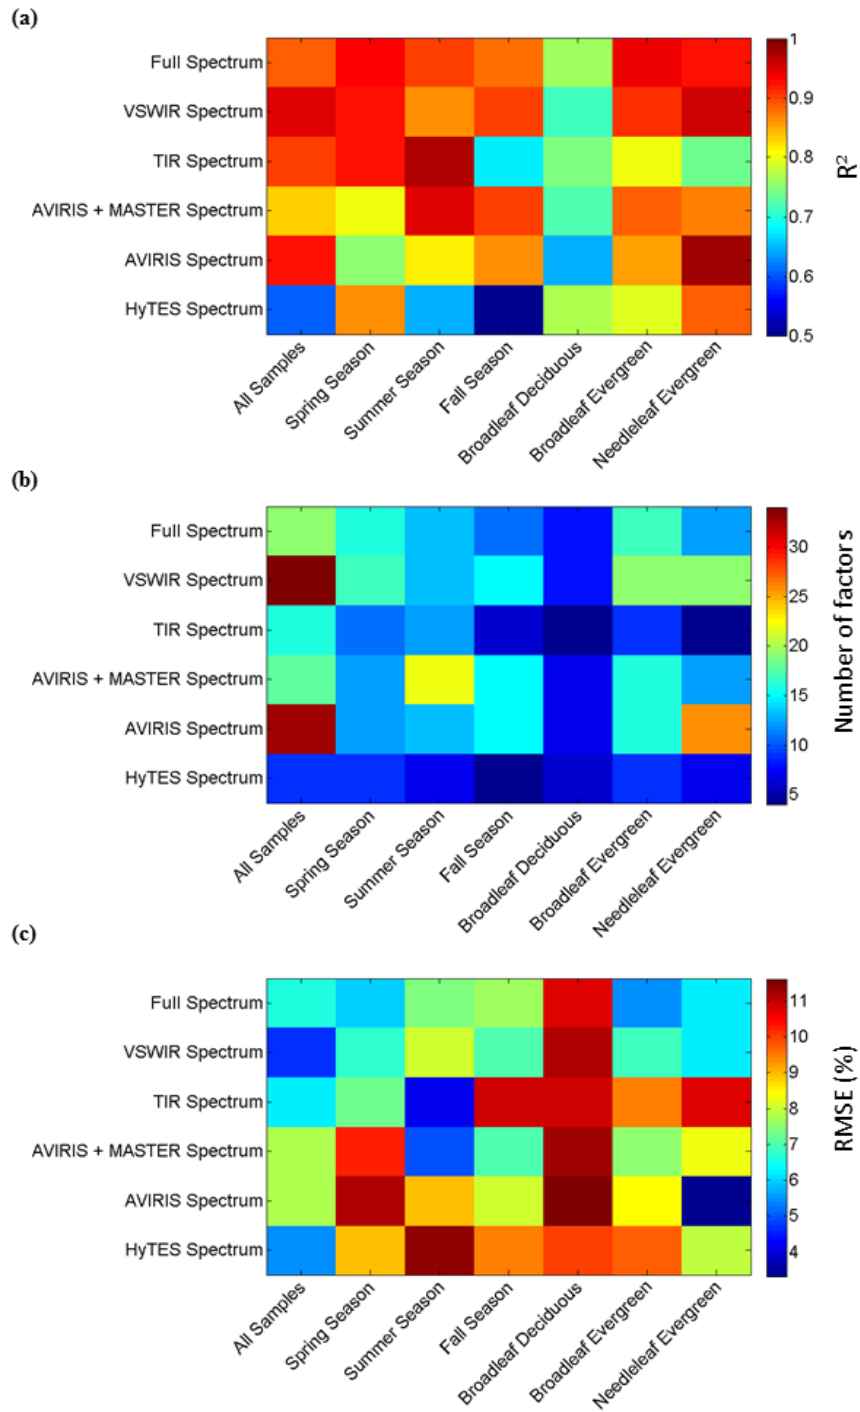 (a)
Full Spectrum
VSWIR Spectrum
TIR Spectrum
AVIRIS + MASTER Spectrum
AVIRIS Spectrum
HyTES Spectrum
All Samples
Spring Season
Summer Season
Fall Season
Broadleaf Deciduous
Broadleaf Evergreen
Needleleaf Evergreen
1
0.9
0.8
0.7
0.6
0.5
R²
(b)
Full Spectrum
VSWIR Spectrum
TIR Spectrum
AVIRIS + MASTER Spectrum
AVIRIS Spectrum
HyTES Spectrum
All Samples
Spring Season
Summer Season
Fall Season
Broadleaf Deciduous
Broadleaf Evergreen
Needleleaf Evergreen
30
25
20
15
10
5
Number of factors
(c)
Full Spectrum
VSWIR Spectrum
TIR Spectrum
AVIRIS + MASTER Spectrum
AVIRIS Spectrum
HyTES Spectrum
All Samples
Spring Season
Summer Season
Fall Season
Broadleaf Deciduous
Broadleaf Evergreen
Needleleaf Evergreen
11
10
9
8
7
6
5
4
RMSE (%)